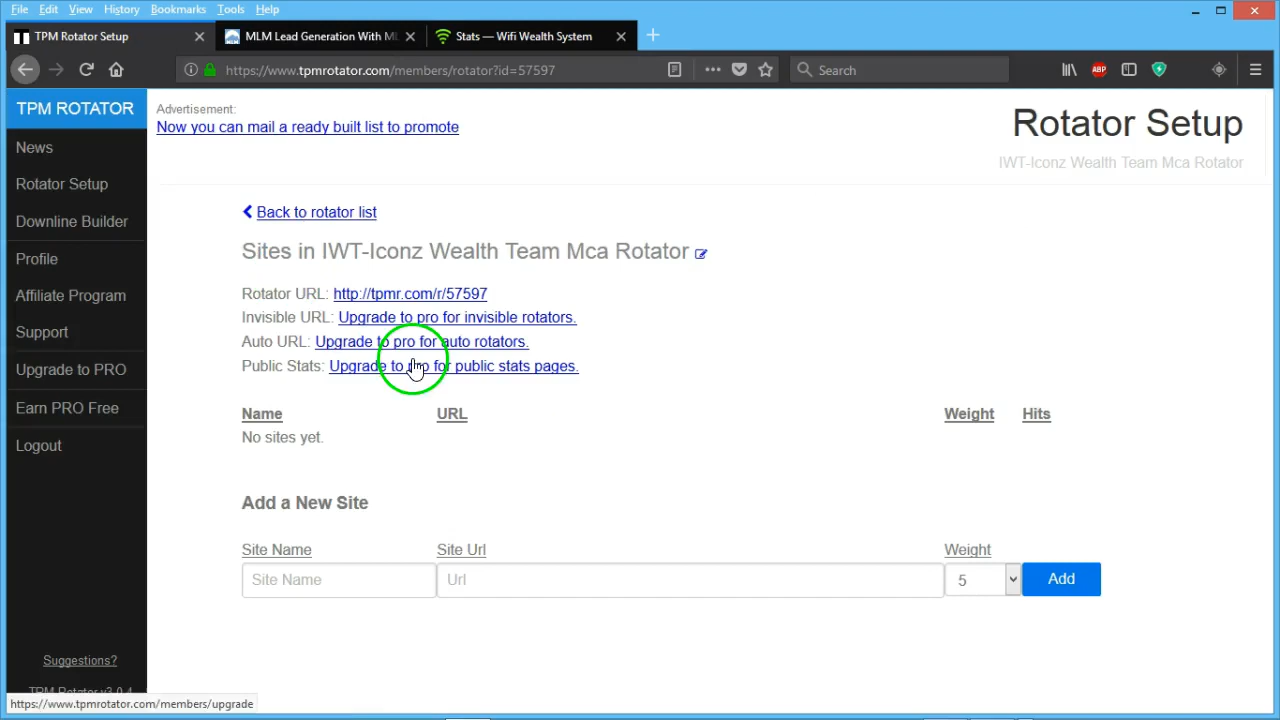 File Edit View History Bookmarks Tools Help
TPM Rotator Setup
MLM Lead Generation With ML
Stats — Wifi Wealth System
https://www.tpmrotator.com/members/rotator?id=57597
Search
ABP
TPM ROTATOR
News
Rotator Setup
Downline Builder
Profile
Affiliate Program
Support
Upgrade to PRO
Earn PRO Free
Logout
Suggestions?
TPM Rotator v3.0.4
https://www.tpmrotator.com/members/upgrade
Advertisement:
Now you can mail a ready built list to promote
Rotator Setup
IWT-Iconz Wealth Team Mca Rotator
Back to rotator list
Sites in IWT-Iconz Wealth Team Mca Rotator
Rotator URL: http://tpmr.com/r/57597
Invisible URL: Upgrade to pro for invisible rotators.
Auto URL: Upgrade to pro for auto rotators.
Public Stats: Upgrade to pro for public stats pages.
Name URL Weight Hits
No sites yet.
Add a New Site
Site Name Site Url Weight
Site Name Url 5 Add